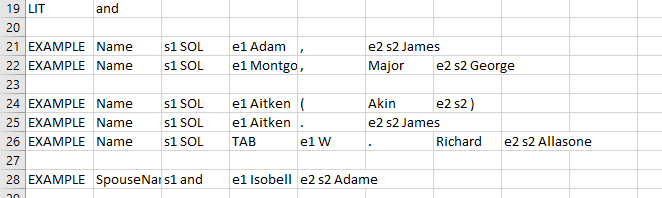 19 LIT and
20
21 EXAMPLE Name s1 SOL e1 Adam , e2 s2 James
22 EXAMPLE Name s1 SOL e1 Montgo , Major e2 s2 George
23
24 EXAMPLE Name s1 SOL e1 Aitken ( Akin e2 s2 )
25 EXAMPLE Name s1 SOL e1 Aitken . e2 s2 James
26 EXAMPLE Name s1 SOL TAB e1 W . Richard e2 s2 Allasone
27
28 EXAMPLE SpouseNar s1 and e1 Isobell e2 s2 Adame